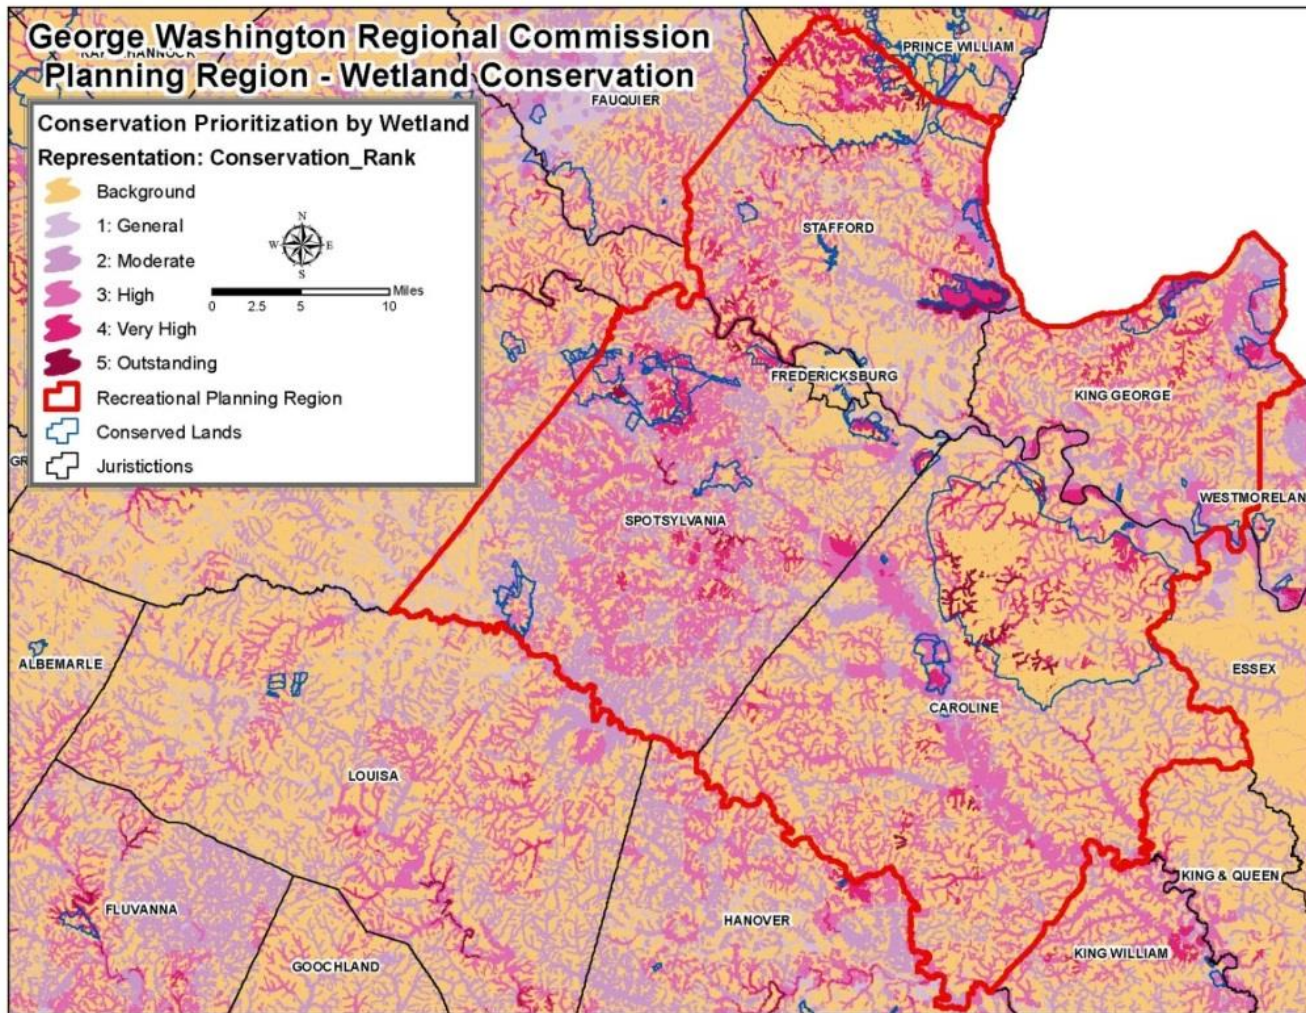 George Washington Regional Commission
Planning Region - Wetland Conservation
Conservation Prioritization by Wetland
Representation: Conservation_Rank
Background
1: General
2: Moderate
3: High
4: Very High
5: Outstanding
Recreational Planning Region
Conserved Lands
Juristictions
N
W E
S
Miles
0 2.5 5 10
PRINCE WILLIAM
FAUQUIER
STAFFORD
FREDERICKSBURG
KING GEORGE
WESTMORELAN
SPOTSYLVANIA
ALBEMARLE
ESSEX
CAROLINE
LOUISA
KING & QUEEN
FLUVANNA
HANOVER
KING WILLIAM
GOOCHLAND